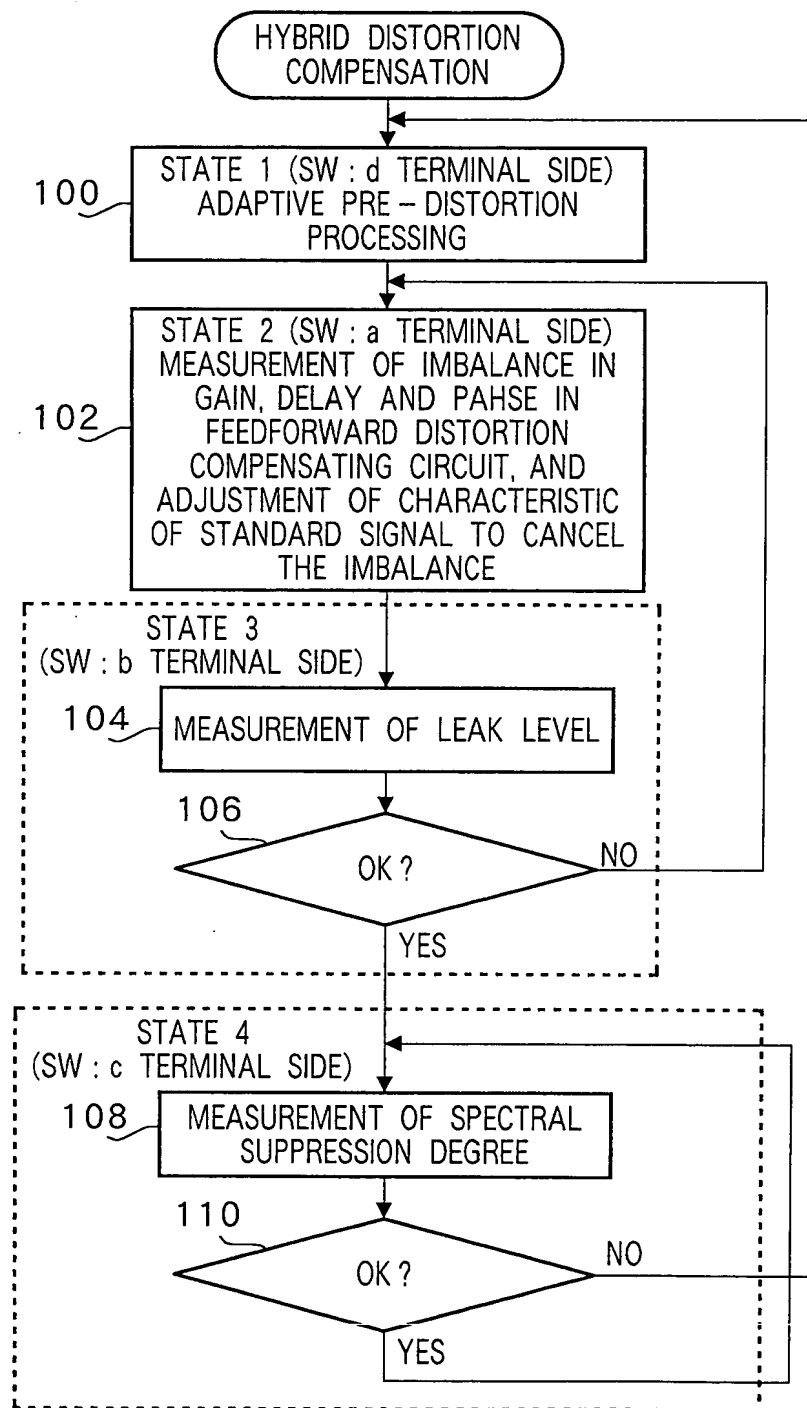 HYBRID DISTORTION
COMPENSATION
100
STATE 1 (SW : d TERMINAL SIDE)
ADAPTIVE PRE-DISTORTION
PROCESSING
102
STATE 2 (SW : a TERMINAL SIDE)
MEASUREMENT OF IMBALANCE IN
GAIN, DELAY AND PAHSE IN
FEEDFORWARD DISTORTION
COMPENSATING CIRCUIT, AND
ADJUSTMENT OF CHARACTERISTIC
OF STANDARD SIGNAL TO CANCEL
THE IMBALANCE
STATE 3
(SW : b TERMINAL SIDE)
104
MEASUREMENT OF LEAK LEVEL
106
OK ?
NO
YES
STATE 4
(SW : c TERMINAL SIDE)
108
MEASUREMENT OF SPECTRAL
SUPPRESSION DEGREE
110
OK ?
NO
YES